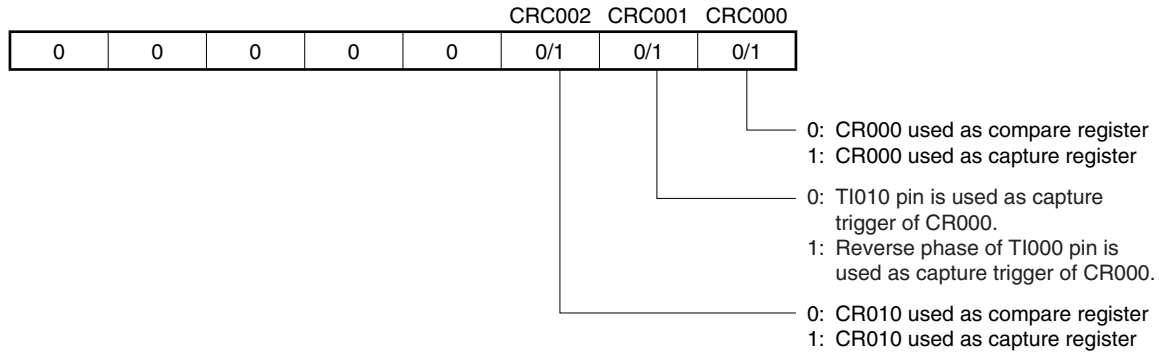 CRC002 CRC001 CRC000
0 0 0 0 0 0/1 0/1 0/1
0: CR000 used as compare register
1: CR000 used as capture register
0: TI010 pin is used as capture
trigger of CR000.
1: Reverse phase of TI000 pin is
used as capture trigger of CR000.
0: CR010 used as compare register
1: CR010 used as capture register